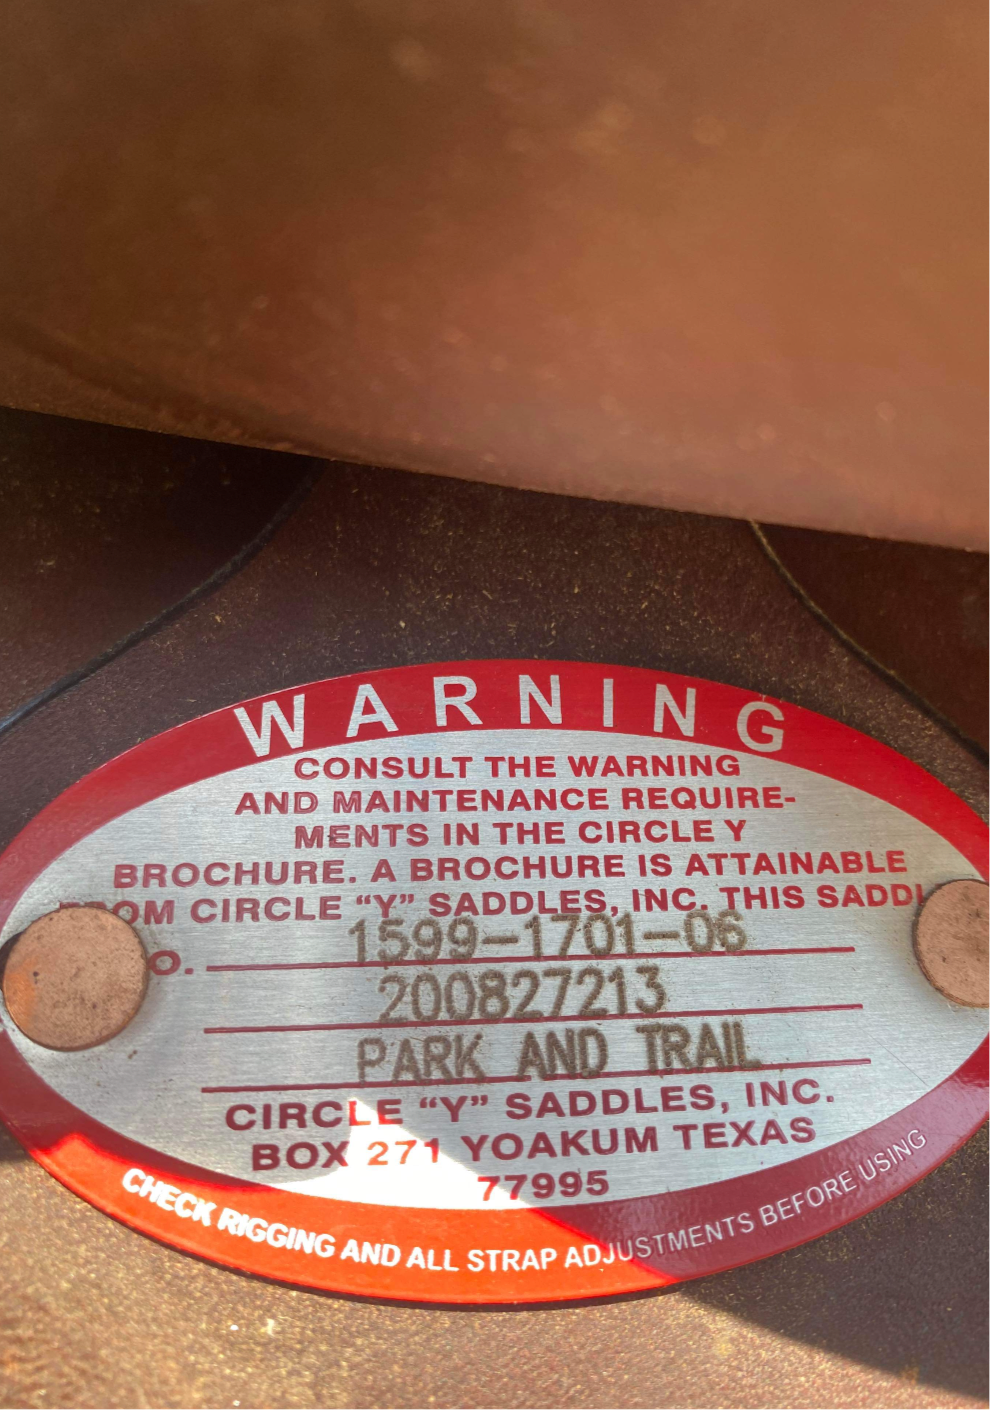 WARNING
CONSULT THE WARNING
AND MAINTENANCE REQUIRE-
MENTS IN THE CIRCLE Y
BROCHURE. A BROCHURE IS ATTAINABLE
OM CIRCLE “Y” SADDLES, INC. THIS SADDL
O. 1599-1701-06
200827213
PARK AND TRAIL
CIRCLE “Y” SADDLES, INC.
BOX 271 YOAKUM TEXAS
77995
CHECK RIGGING AND ALL STRAP ADJUSTMENTS BEFORE USING